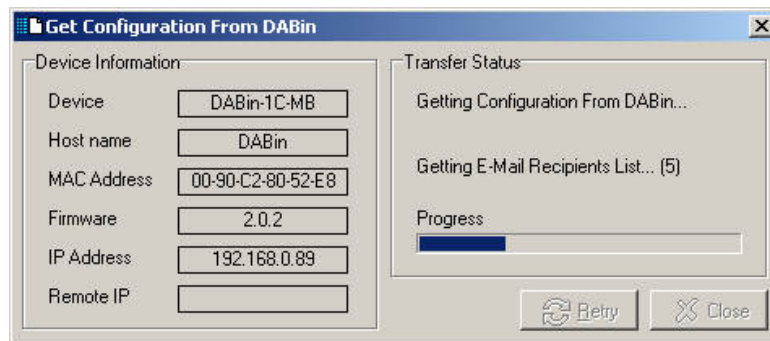 Get Configuration From DABin
Device Information
Device DABin-1C-MB
Host name DABin
MAC Address 00-90-C2-80-52-E8
Firmware 2.0.2
IP Address 192.168.0.89
Remote IP
Transfer Status
Getting Configuration From DABin...
Getting E-Mail Recipients List... (5)
Progress
Retry
Close